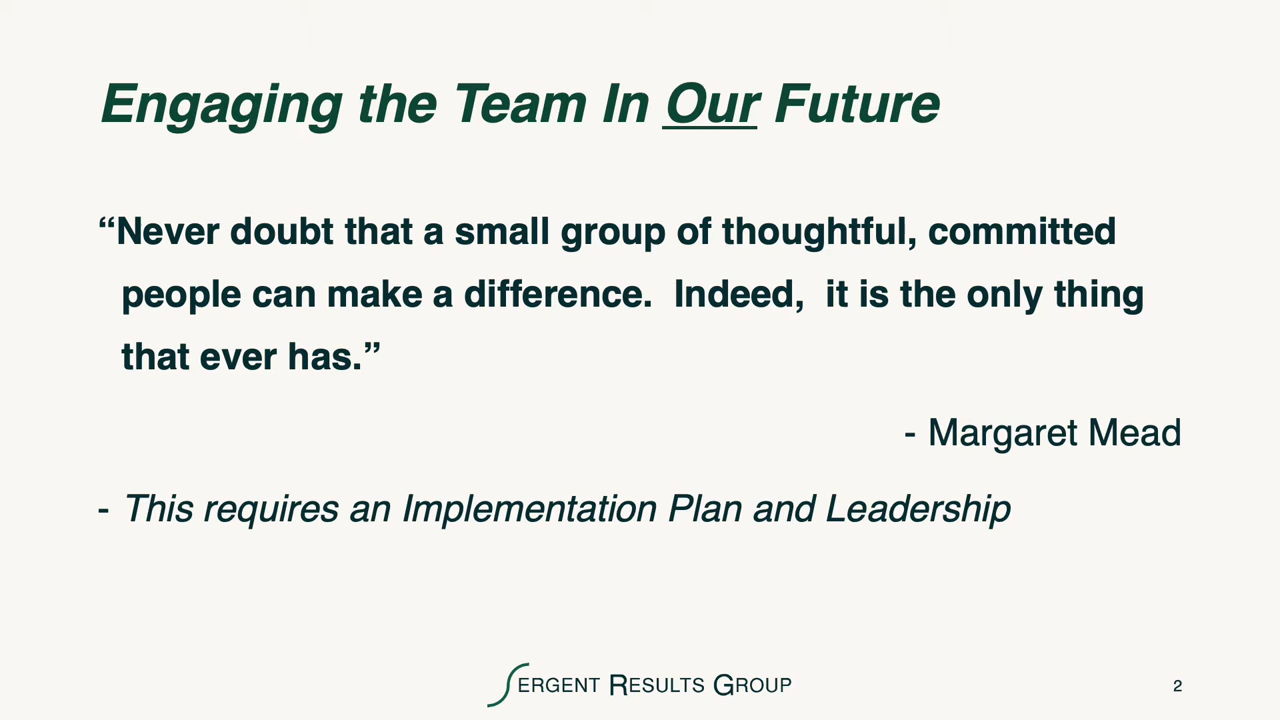 Engaging the Team In Our Future
“Never doubt that a small group of thoughtful, committed
people can make a difference.  Indeed,  it is the only thing
that ever has.”
- Margaret Mead
- This requires an Implementation Plan and Leadership
SERGENT RESULTS GROUP
2